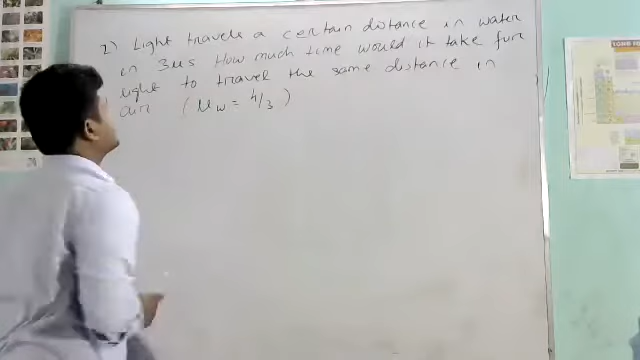 2) Light travels a certain distance in water
in 3μs How much time would it take for
light to travel the same distance in
air (μw = 4/3)